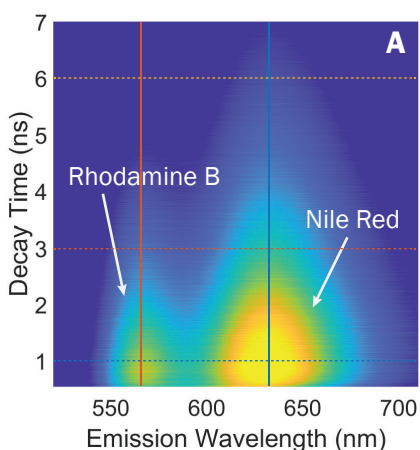 A
7
6
5
4
3
2
1
Decay Time (ns)
Rhodamine B
Nile Red
550 600 650 700
Emission Wavelength (nm)